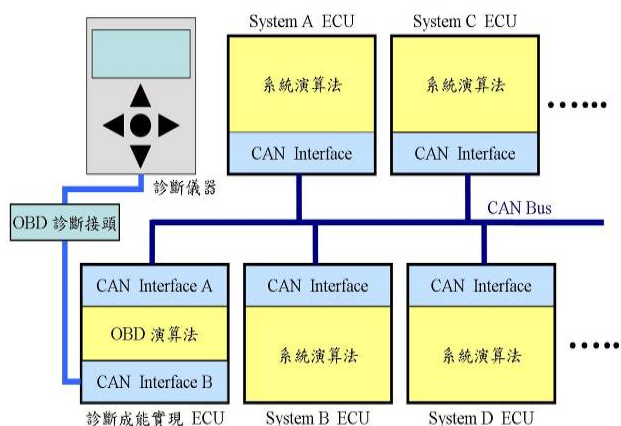 System A ECU
System C ECU
系統演算法
系統演算法
CAN Interface
CAN Interface
診斷儀器
OBD 診斷接頭
CAN Bus
CAN Interface A
CAN Interface
CAN Interface
OBD 演算法
系統演算法
系統演算法
CAN Interface B
診斷成能實現 ECU
System B ECU
System D ECU